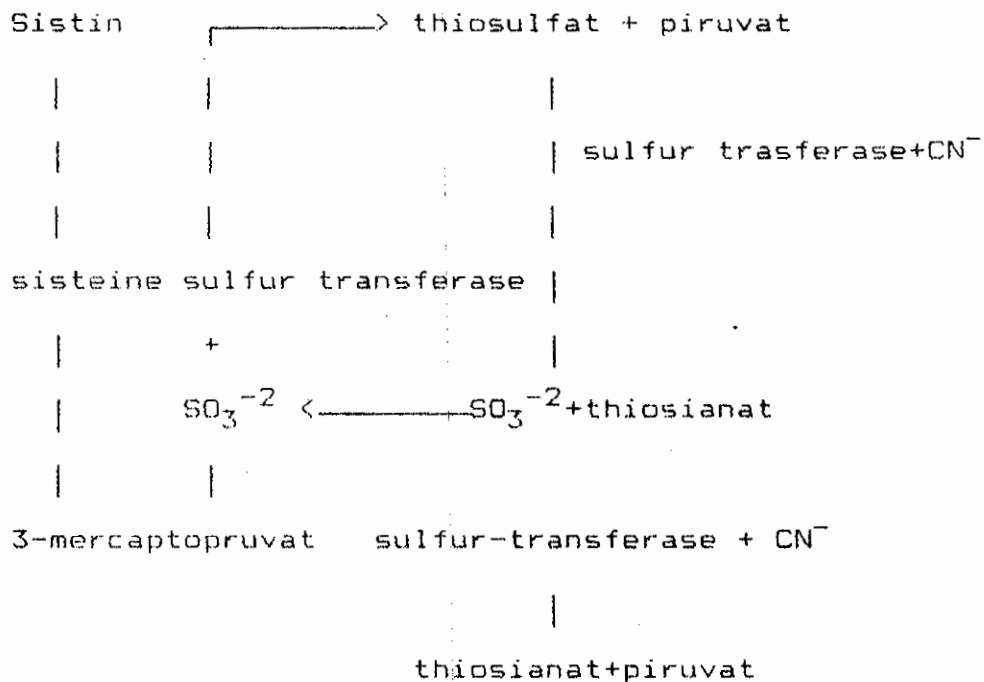 Sistin ┌──────> thiosulfat + piruvat
| | |
| | | sulfur trasferase+CN⁻
| | |
sisteine sulfur transferase |
| + |
| SO₃⁻² <────── SO₃⁻²+thiosianat
| |
3-mercaptopruvat sulfur-transferase + CN⁻
|
thiosianat+piruvat